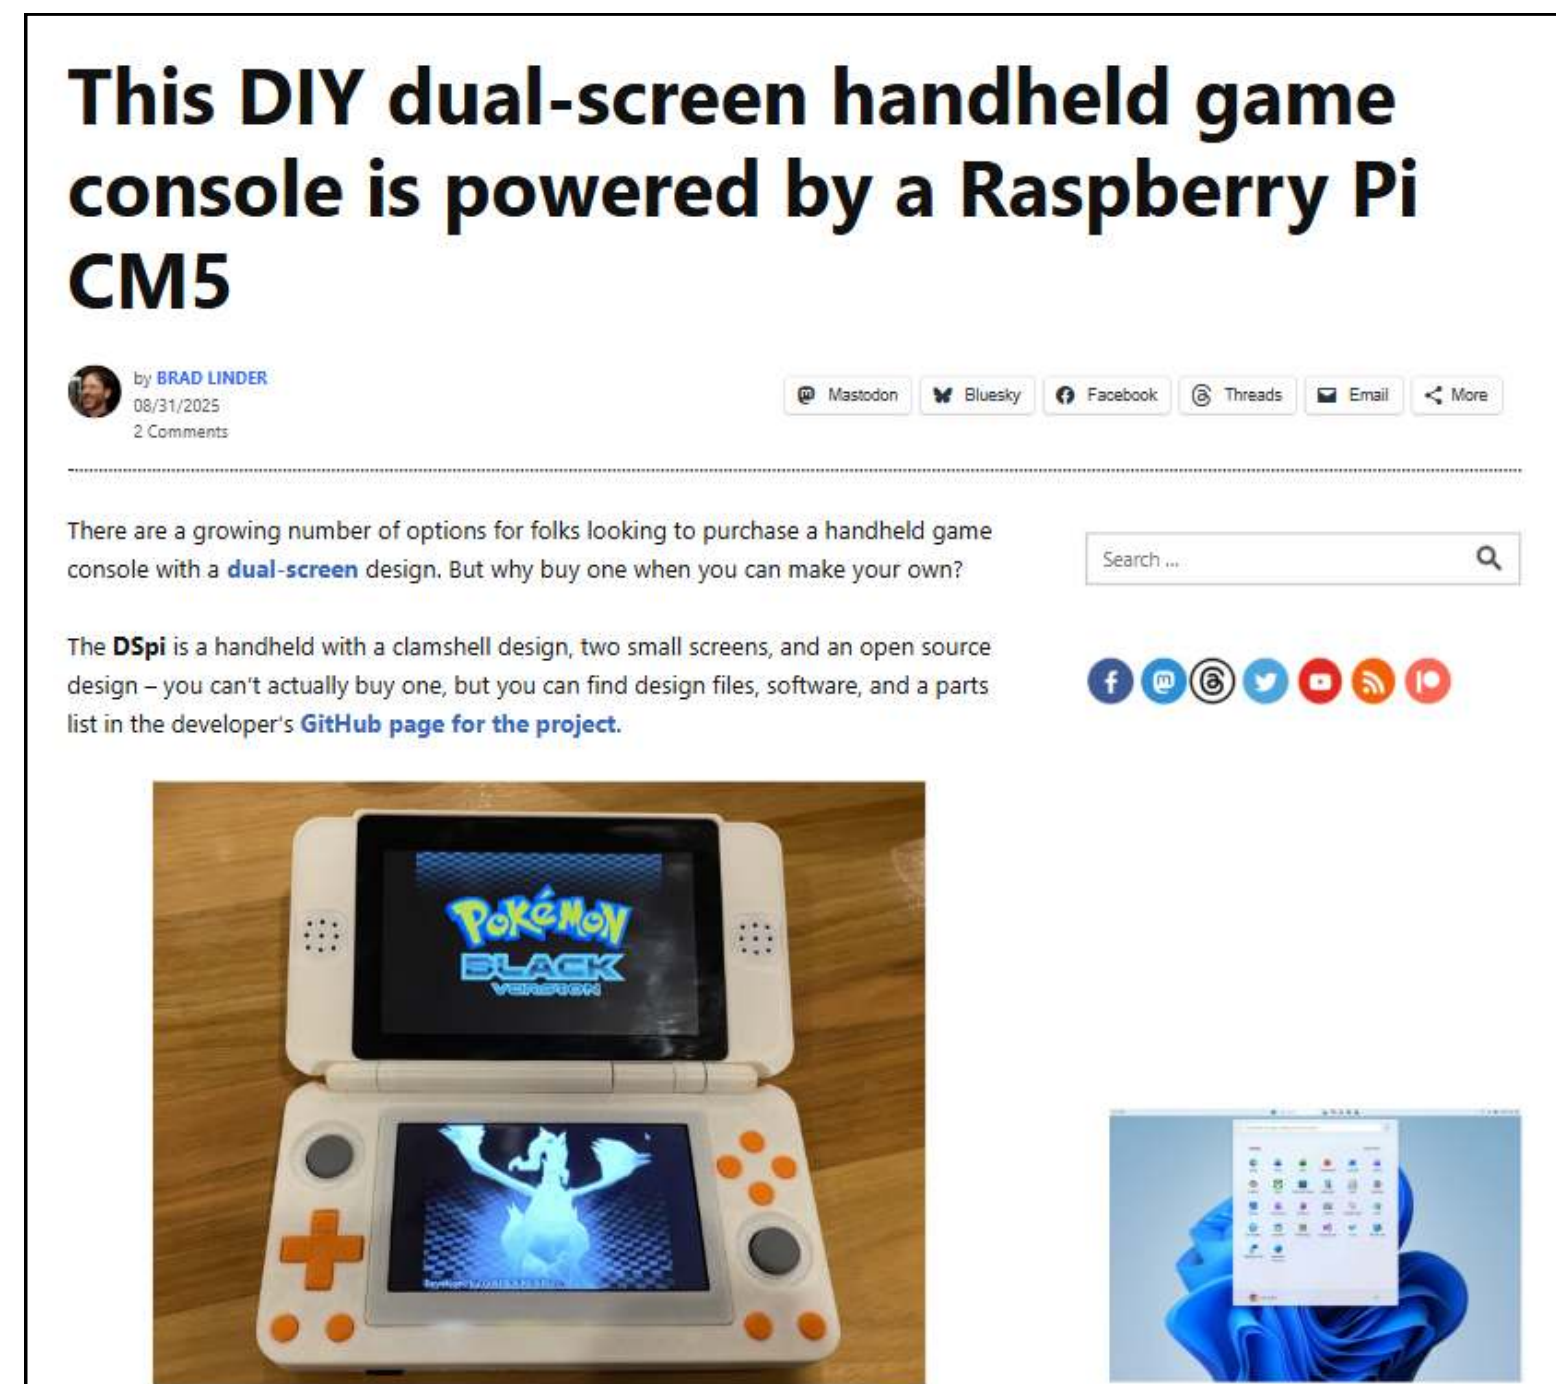 This DIY dual-screen handheld game
console is powered by a Raspberry Pi
CM5
by BRAD LINDER
08/31/2025
2 Comments
Mastodon
Bluesky
Facebook
Threads
Email
More
There are a growing number of options for folks looking to purchase a handheld game
console with a dual-screen design. But why buy one when you can make your own?
Search ...
The DSpi is a handheld with a clamshell design, two small screens, and an open source
design – you can't actually buy one, but you can find design files, software, and a parts
list in the developer's GitHub page for the project.
POKéMON
BLACK
VERSION